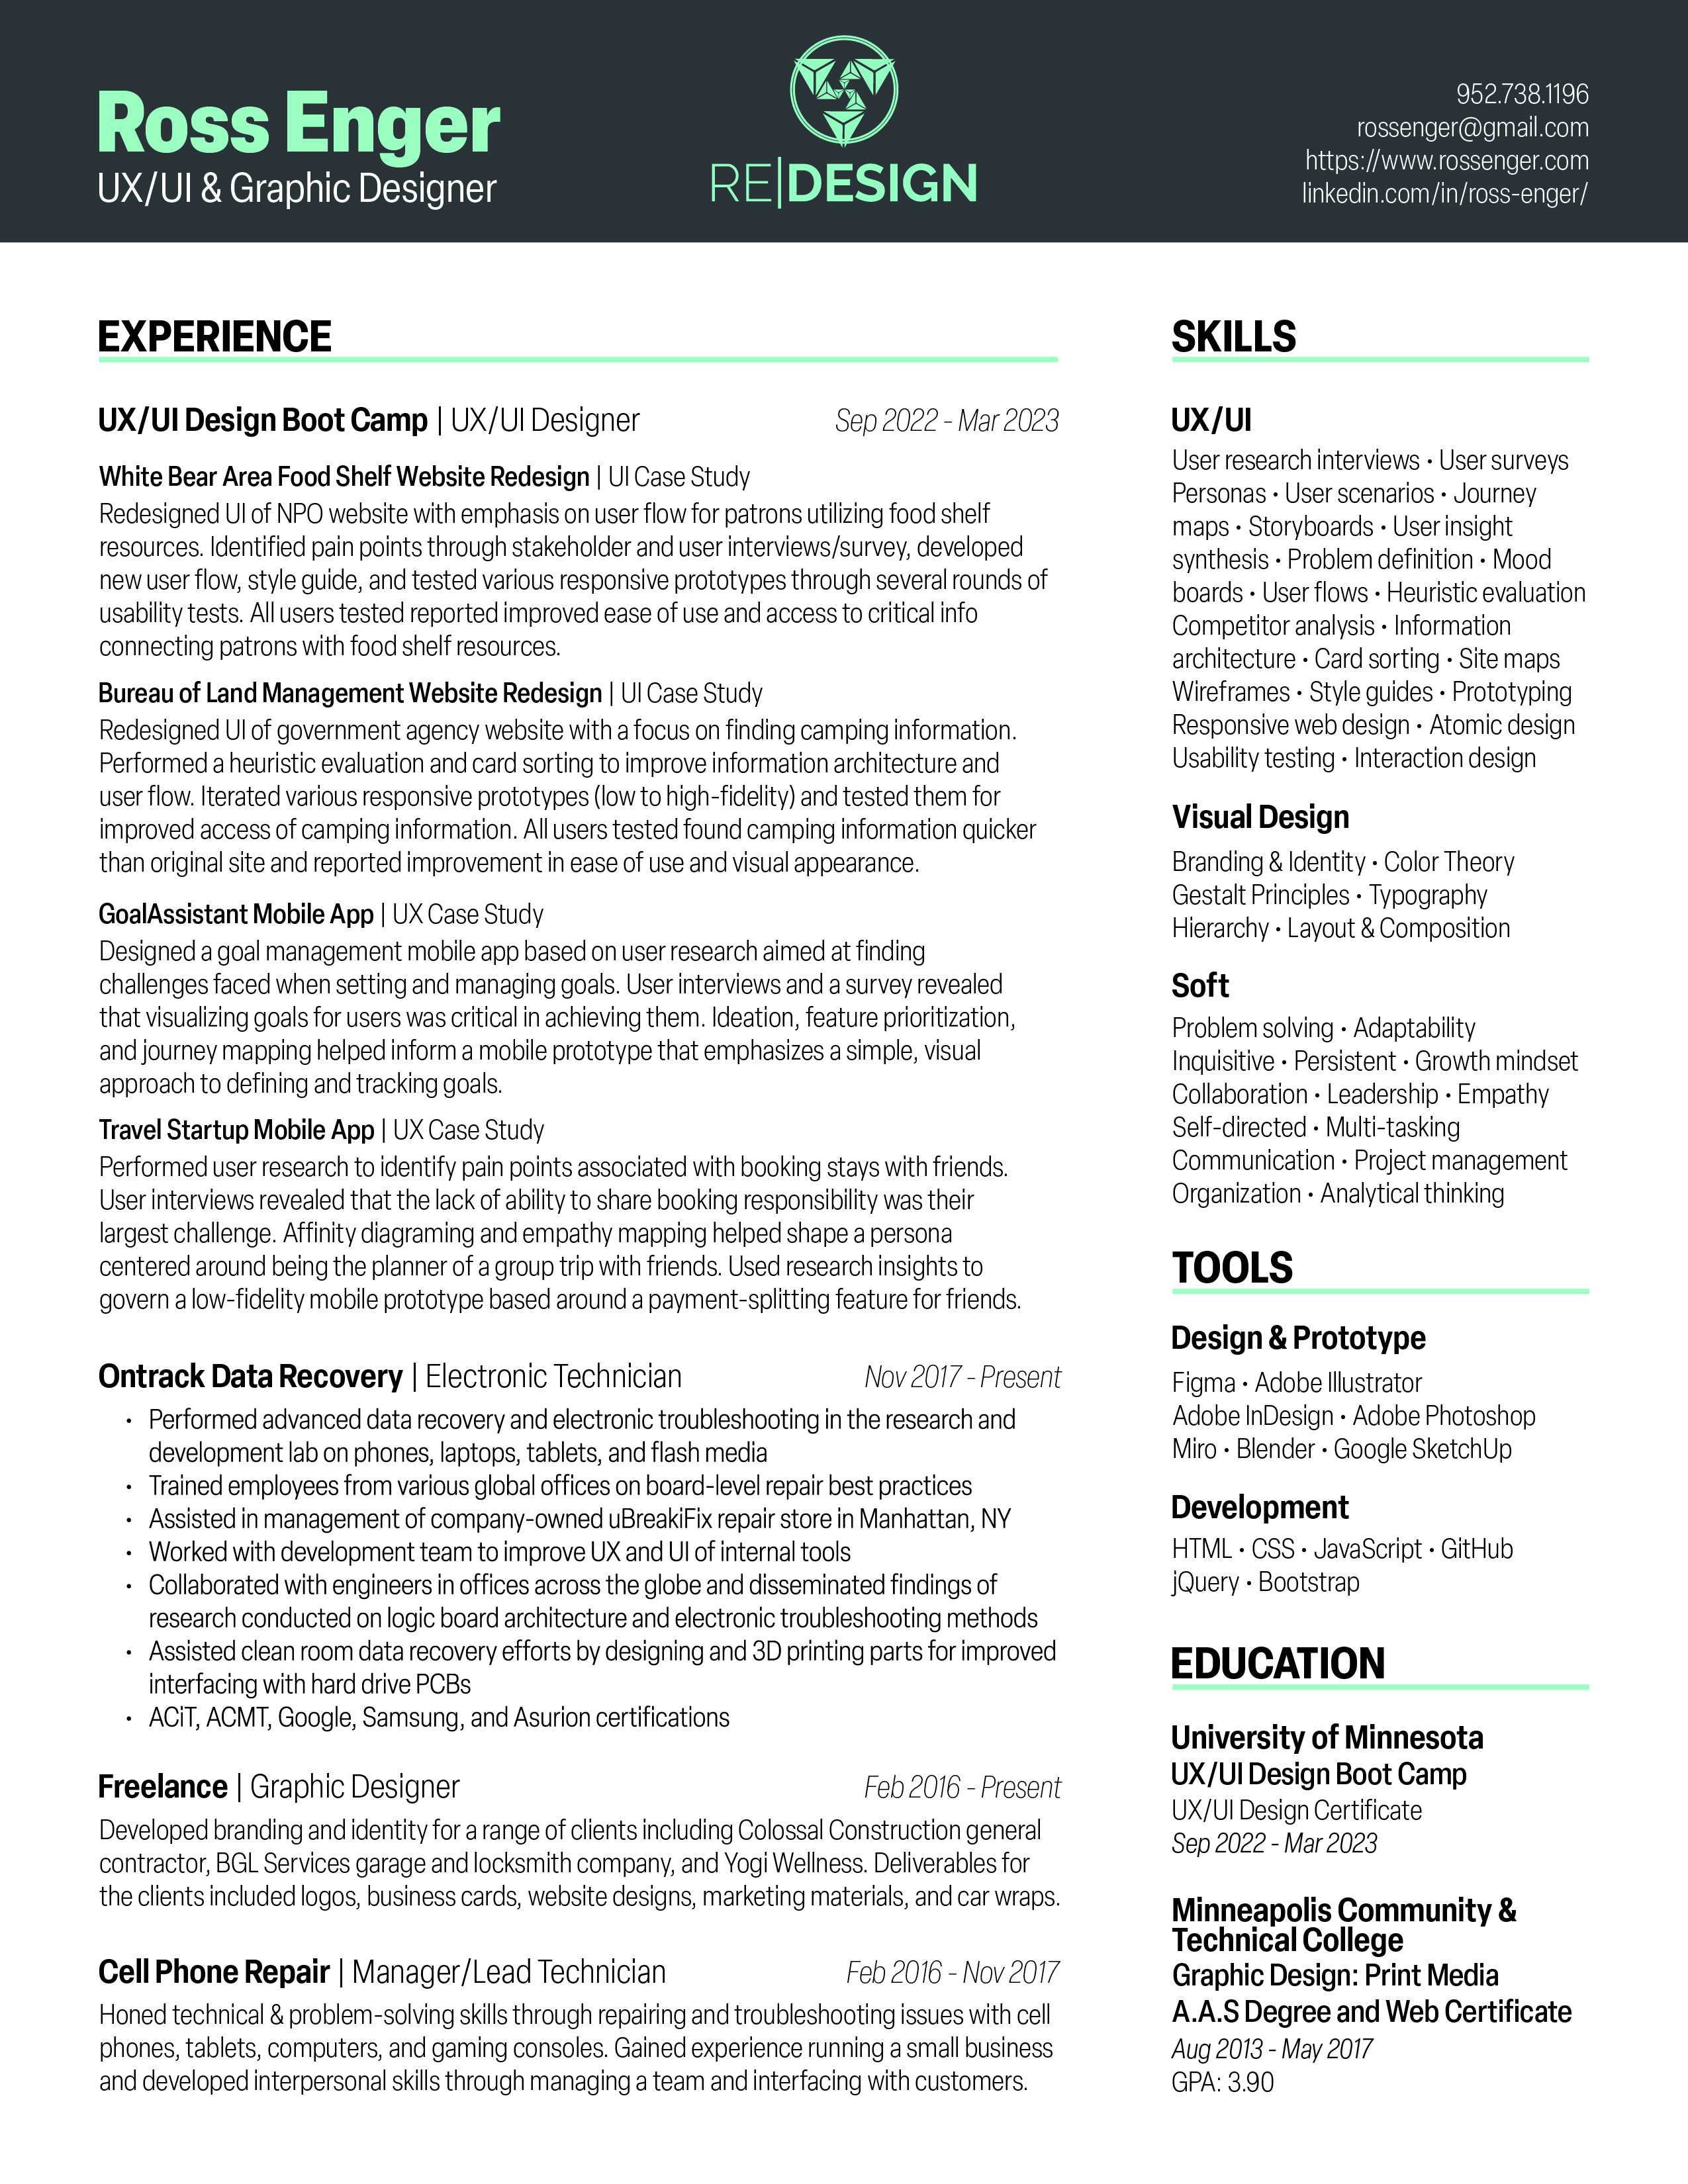 Ross Enger
UX/UI & Graphic Designer
RE|DESIGN
952.738.1196
rossenger@gmail.com
https://www.rossenger.com
linkedin.com/in/ross-enger/
EXPERIENCE
UX/UI Design Boot Camp | UX/UI Designer Sep 2022 - Mar 2023
White Bear Area Food Shelf Website Redesign | UI Case Study
Redesigned UI of NPO website with emphasis on user flow for patrons utilizing food shelf
resources. Identified pain points through stakeholder and user interviews/survey, developed
new user flow, style guide, and tested various responsive prototypes through several rounds of
usability tests. All users tested reported improved ease of use and access to critical info
connecting patrons with food shelf resources.
Bureau of Land Management Website Redesign | UI Case Study
Redesigned UI of government agency website with a focus on finding camping information.
Performed a heuristic evaluation and card sorting to improve information architecture and
user flow. Iterated various responsive prototypes (low to high-fidelity) and tested them for
improved access of camping information. All users tested found camping information quicker
than original site and reported improvement in ease of use and visual appearance.
GoalAssistant Mobile App | UX Case Study
Designed a goal management mobile app based on user research aimed at finding
challenges faced when setting and managing goals. User interviews and a survey revealed
that visualizing goals for users was critical in achieving them. Ideation, feature prioritization,
and journey mapping helped inform a mobile prototype that emphasizes a simple, visual
approach to defining and tracking goals.
Travel Startup Mobile App | UX Case Study
Performed user research to identify pain points associated with booking stays with friends.
User interviews revealed that the lack of ability to share booking responsibility was their
largest challenge. Affinity diagraming and empathy mapping helped shape a persona
centered around being the planner of a group trip with friends. Used research insights to
govern a low-fidelity mobile prototype based around a payment-splitting feature for friends.
Ontrack Data Recovery | Electronic Technician Nov 2017 - Present
• Performed advanced data recovery and electronic troubleshooting in the research and
development lab on phones, laptops, tablets, and flash media
• Trained employees from various global offices on board-level repair best practices
• Assisted in management of company-owned uBreakiFix repair store in Manhattan, NY
• Worked with development team to improve UX and UI of internal tools
• Collaborated with engineers in offices across the globe and disseminated findings of
research conducted on logic board architecture and electronic troubleshooting methods
• Assisted clean room data recovery efforts by designing and 3D printing parts for improved
interfacing with hard drive PCBs
• ACiT, ACMT, Google, Samsung, and Asurion certifications
Freelance | Graphic Designer Feb 2016 - Present
Developed branding and identity for a range of clients including Colossal Construction general
contractor, BGL Services garage and locksmith company, and Yogi Wellness. Deliverables for
the clients included logos, business cards, website designs, marketing materials, and car wraps.
Cell Phone Repair | Manager/Lead Technician Feb 2016 - Nov 2017
Honed technical & problem-solving skills through repairing and troubleshooting issues with cell
phones, tablets, computers, and gaming consoles. Gained experience running a small business
and developed interpersonal skills through managing a team and interfacing with customers.
SKILLS
UX/UI
User research interviews • User surveys
Personas • User scenarios • Journey
maps • Storyboards • User insight
synthesis • Problem definition • Mood
boards • User flows • Heuristic evaluation
Competitor analysis • Information
architecture • Card sorting • Site maps
Wireframes • Style guides • Prototyping
Responsive web design • Atomic design
Usability testing • Interaction design
Visual Design
Branding & Identity • Color Theory
Gestalt Principles • Typography
Hierarchy • Layout & Composition
Soft
Problem solving • Adaptability
Inquisitive • Persistent • Growth mindset
Collaboration • Leadership • Empathy
Self-directed • Multi-tasking
Communication • Project management
Organization • Analytical thinking
TOOLS
Design & Prototype
Figma • Adobe Illustrator
Adobe InDesign • Adobe Photoshop
Miro • Blender • Google SketchUp
Development
HTML • CSS • JavaScript • GitHub
jQuery • Bootstrap
EDUCATION
University of Minnesota
UX/UI Design Boot Camp
UX/UI Design Certificate
Sep 2022 - Mar 2023
Minneapolis Community &
Technical College
Graphic Design: Print Media
A.A.S Degree and Web Certificate
Aug 2013 - May 2017
GPA: 3.90